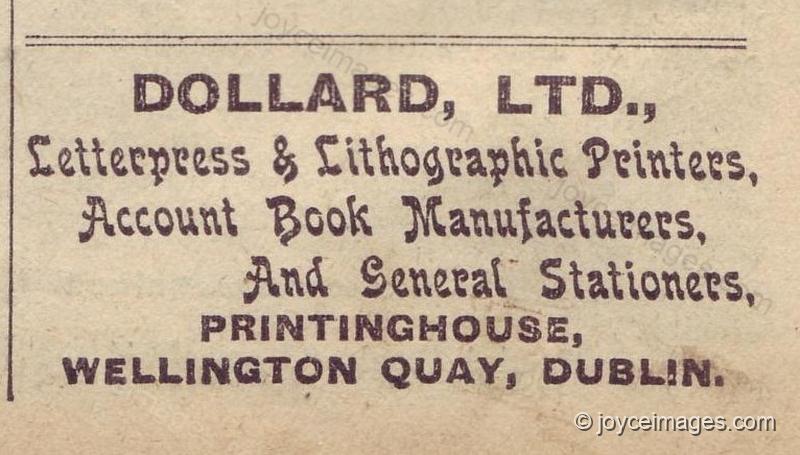 DOLLARD, LTD.,
Letterpress & Lithographic Printers,
Account Book Manufacturers,
And General Stationers,
PRINTINGHOUSE,
WELLINGTON QUAY, DUBLIN.
© joyceimages.com